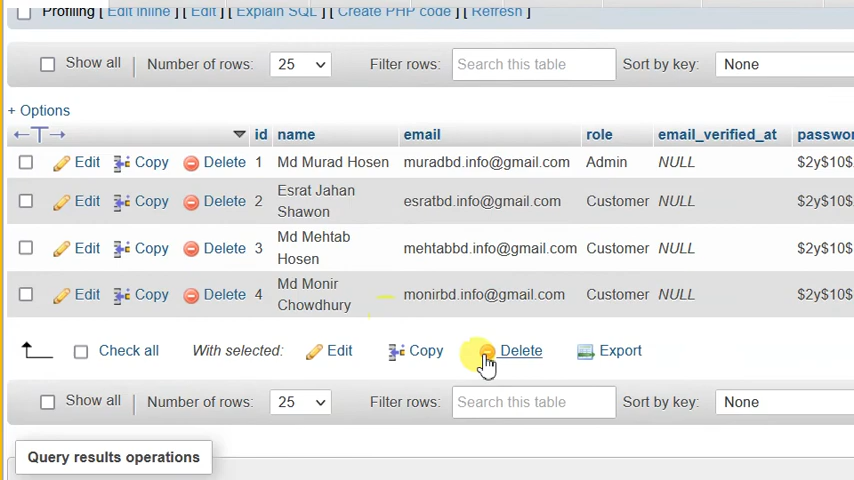 Profiling [ Edit inline ] [ Edit ] [ Explain SQL ] [ Create PHP code ] [ Refresh ]
Show all | Number of rows: 25 Filter rows: Search this table Sort by key: None
+ Options
←T→ id name email role email_verified_at passwor
Edit Copy Delete 1 Md Murad Hosen muradbd.info@gmail.com Admin NULL $2y$10$
Edit Copy Delete 2 Esrat Jahan Shawon esratbd.info@gmail.com Customer NULL $2y$10$
Edit Copy Delete 3 Md Mehtab Hosen mehtabbd.info@gmail.com Customer NULL $2y$10$
Edit Copy Delete 4 Md Monir Chowdhury monirbd.info@gmail.com Customer NULL $2y$10$
Check all With selected: Edit Copy Delete Export
Show all | Number of rows: 25 Filter rows: Search this table Sort by key: None
Query results operations